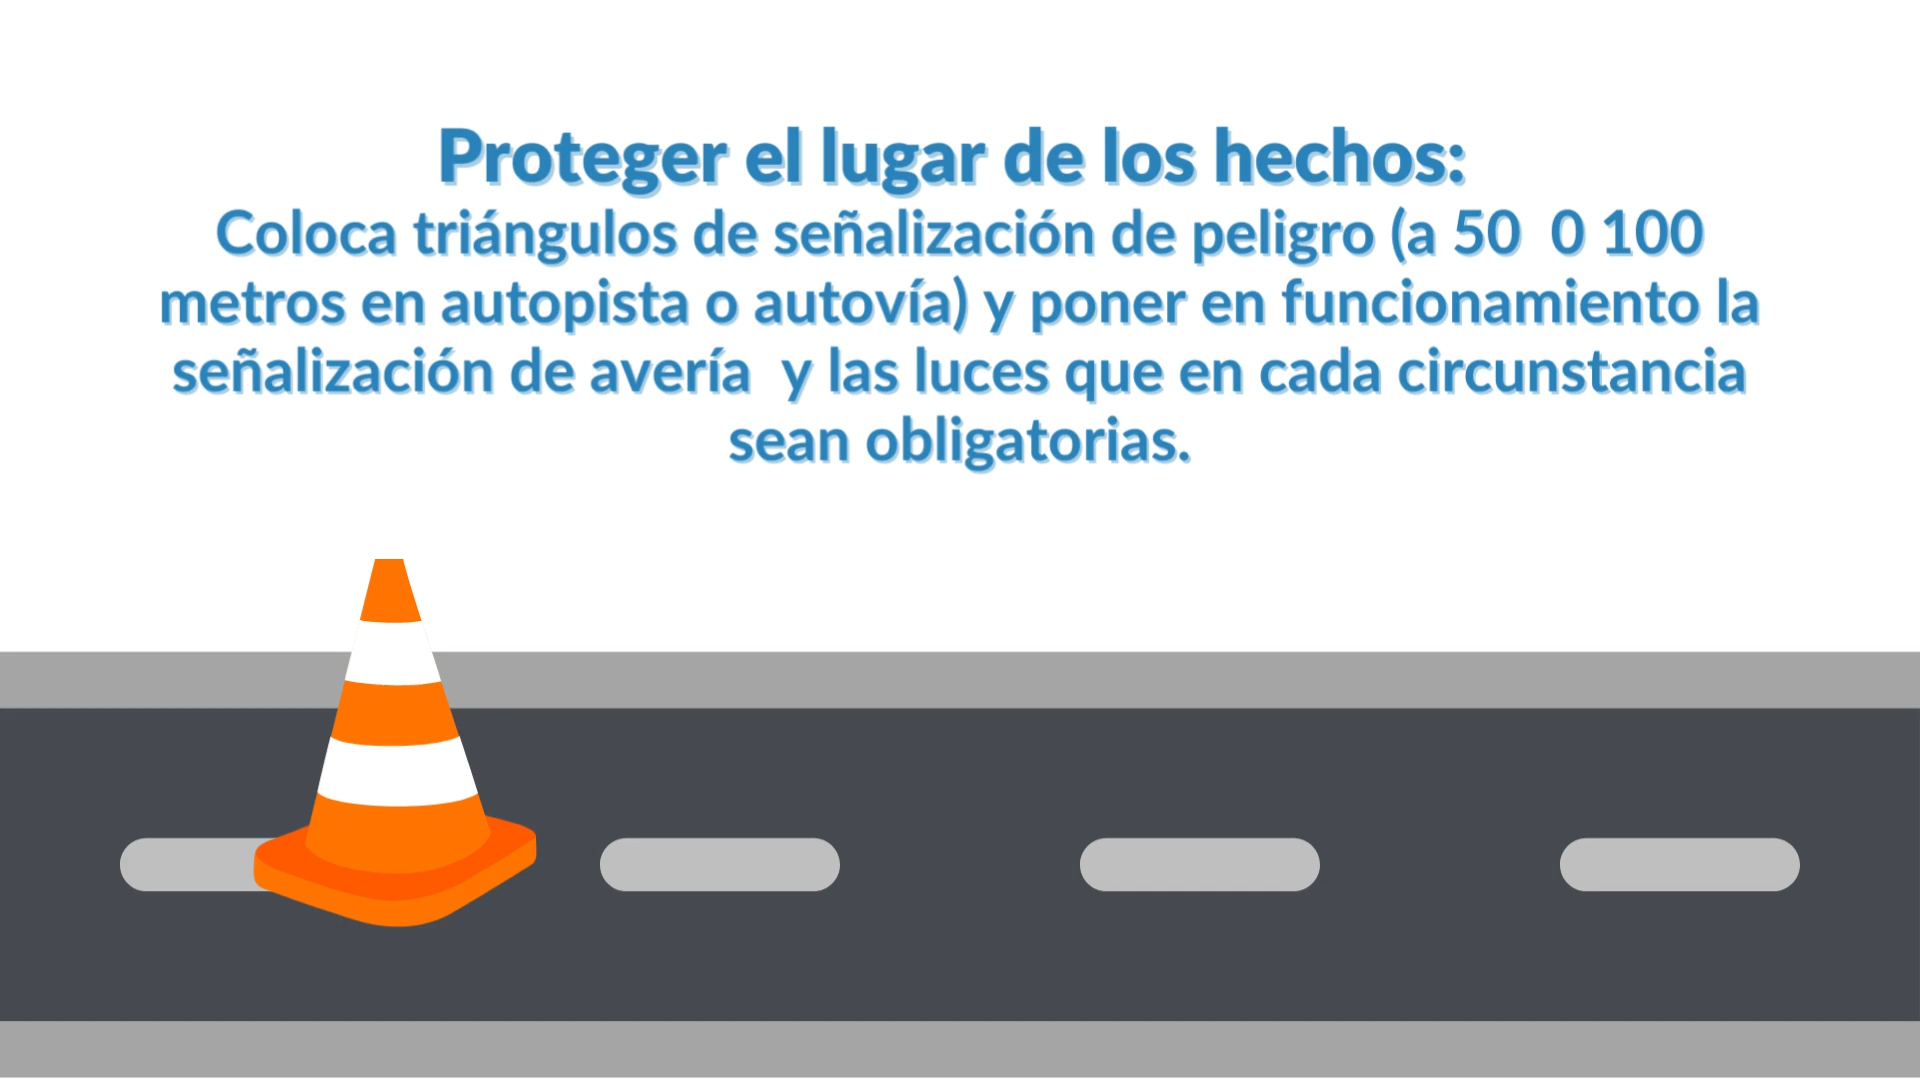 Proteger el lugar de los hechos:
Coloca triángulos de señalización de peligro (a 50  0 100
metros en autopista o autovía) y poner en funcionamiento la
señalización de avería  y las luces que en cada circunstancia
sean obligatorias.